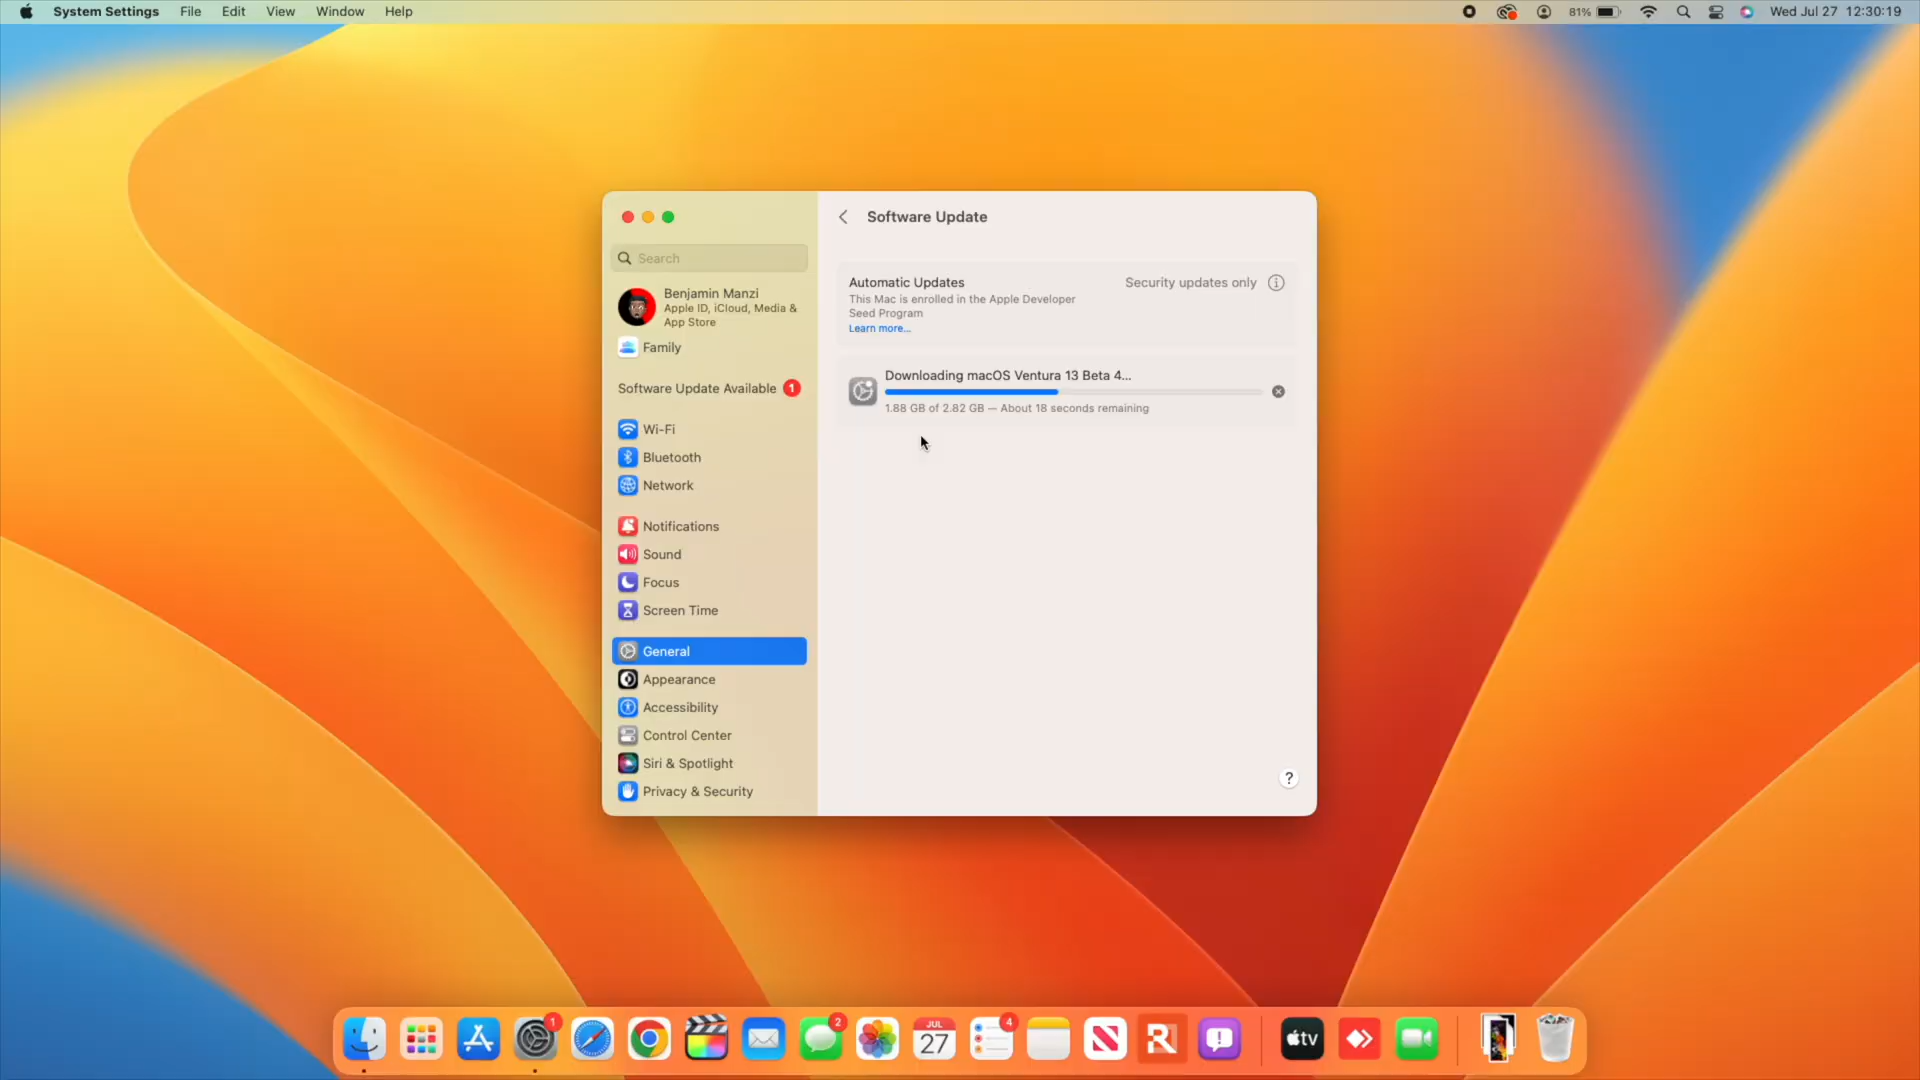 System Settings File Edit View Window Help 81% Wed Jul 27 12:30:19
Software Update
Search
Automatic Updates Security updates only
This Mac is enrolled in the Apple Developer
Seed Program
Learn more...
Benjamin Manzi
Apple ID, iCloud, Media &
App Store
Family
Downloading macOS Ventura 13 Beta 4...
1.88 GB of 2.82 GB — About 18 seconds remaining
Software Update Available 1
Wi-Fi
Bluetooth
Network
Notifications
Sound
Focus
Screen Time
General
Appearance
Accessibility
Control Center
Siri & Spotlight
Privacy & Security
?
1 2 JUL 27 4 tv